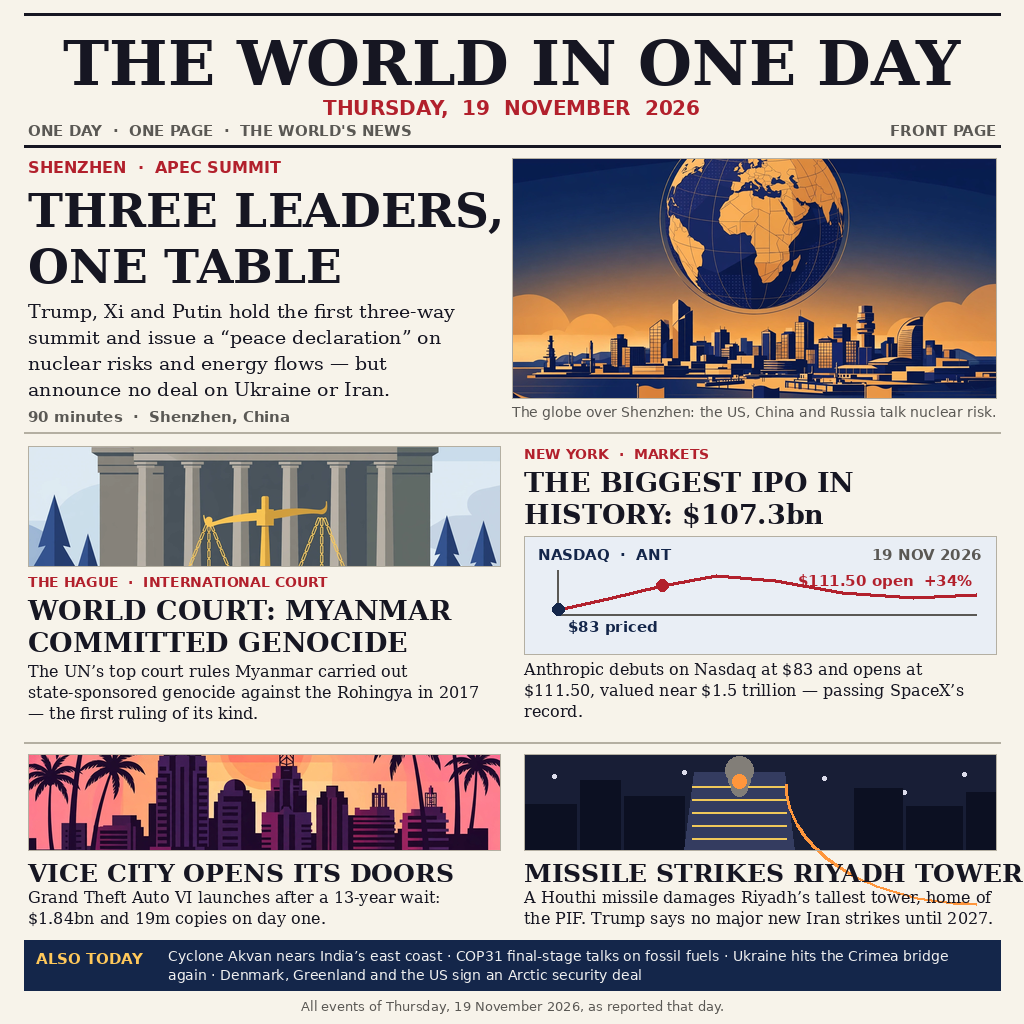 THE WORLD IN ONE DAY
THURSDAY, 19 NOVEMBER 2026
ONE DAY · ONE PAGE · THE WORLD'S NEWS
FRONT PAGE
SHENZHEN · APEC SUMMIT
THREE LEADERS,
ONE TABLE
Trump, Xi and Putin hold the first three-way
summit and issue a “peace declaration” on
nuclear risks and energy flows — but
announce no deal on Ukraine or Iran.
90 minutes · Shenzhen, China
The globe over Shenzhen: the US, China and Russia talk nuclear risk.
THE HAGUE · INTERNATIONAL COURT
WORLD COURT: MYANMAR
COMMITTED GENOCIDE
The UN’s top court rules Myanmar carried out
state-sponsored genocide against the Rohingya in 2017
— the first ruling of its kind.
NEW YORK · MARKETS
THE BIGGEST IPO IN
HISTORY: $107.3bn
NASDAQ · ANT
19 NOV 2026
$111.50 open +34%
$83 priced
Anthropic debuts on Nasdaq at $83 and opens at
$111.50, valued near $1.5 trillion — passing SpaceX’s
record.
VICE CITY OPENS ITS DOORS
Grand Theft Auto VI launches after a 13-year wait:
$1.84bn and 19m copies on day one.
MISSILE STRIKES RIYADH TOWER
A Houthi missile damages Riyadh’s tallest tower, home of
the PIF. Trump says no major new Iran strikes until 2027.
ALSO TODAY
Cyclone Akvan nears India’s east coast · COP31 final-stage talks on fossil fuels · Ukraine hits the Crimea bridge
again · Denmark, Greenland and the US sign an Arctic security deal
All events of Thursday, 19 November 2026, as reported that day.